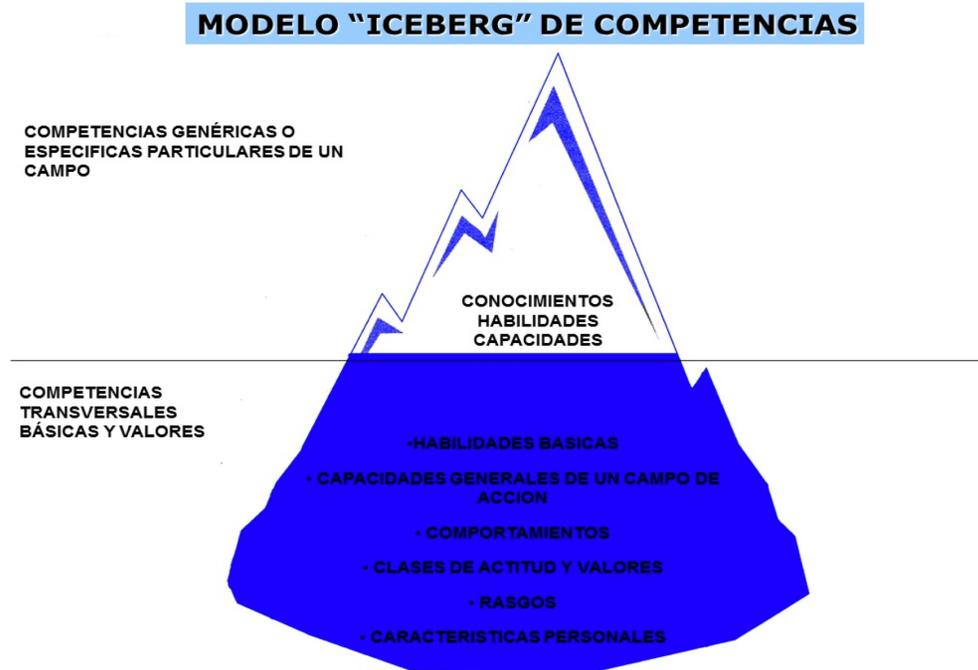 MODELO “ICEBERG” DE COMPETENCIAS
COMPETENCIAS GENÉRICAS O
ESPECIFICAS PARTICULARES DE UN
CAMPO
CONOCIMIENTOS
HABILIDADES
CAPACIDADES
COMPETENCIAS
TRANSVERSALES
BÁSICAS Y VALORES
•HABILIDADES BASICAS
• CAPACIDADES GENERALES DE UN CAMPO DE
ACCION
• COMPORTAMIENTOS
• CLASES DE ACTITUD Y VALORES
• RASGOS
• CARACTERISTICAS PERSONALES